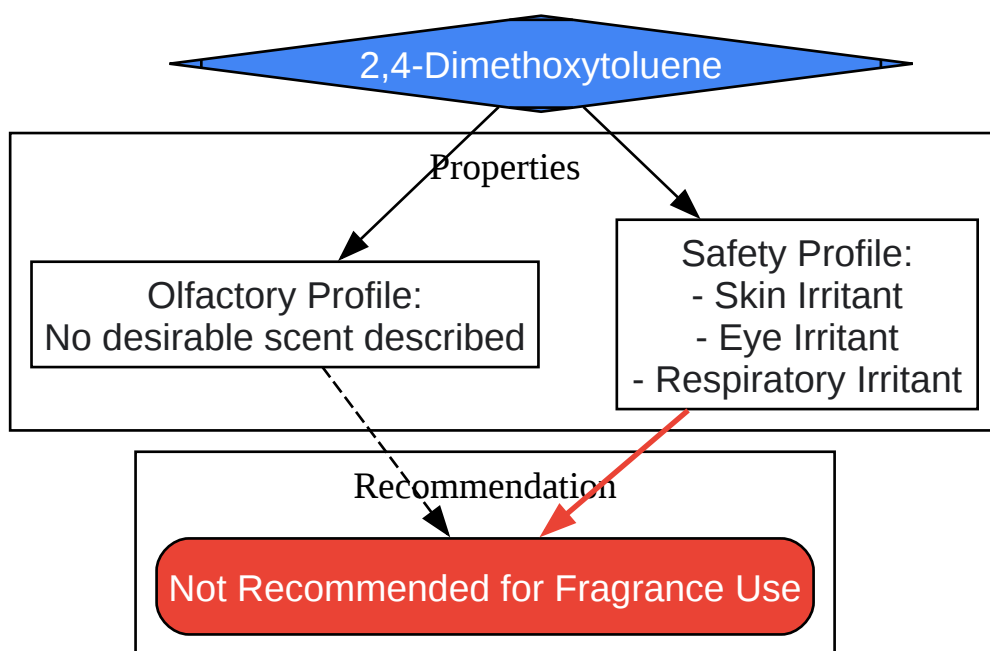 2,4-Dimethoxytoluene
Properties
Olfactory Profile:
No desirable scent described
Safety Profile:
- Skin Irritant
- Eye Irritant
- Respiratory Irritant
Recommendation
Not Recommended for Fragrance Use